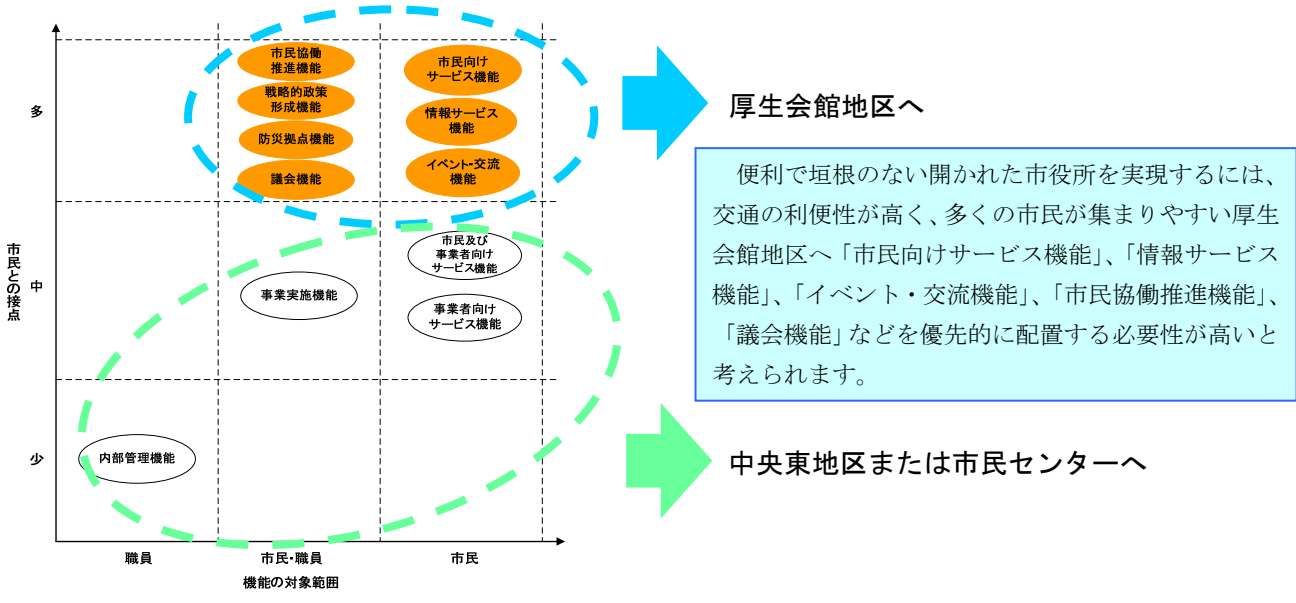 市民協働
推進機能
戦略的政策
形成機能
防災拠点機能
議会機能
市民向け
サービス機能
情報サービス
機能
イベント・交流
機能
市民及び
事業者向け
サービス機能
事業実施機能
事業者向け
サービス機能
内部管理機能
多
中
少
市民との接点
職員
市民・職員
市民
機能の対象範囲
厚生会館地区へ
便利で垣根のない開かれた市役所を実現するには、
交通の利便性が高く、多くの市民が集まりやすい厚生
会館地区へ「市民向けサービス機能」、「情報サービス
機能」、「イベント・交流機能」、「市民協働推進機能」、
「議会機能」などを優先的に配置する必要性が高いと
考えられます。
中央東地区または市民センターへ